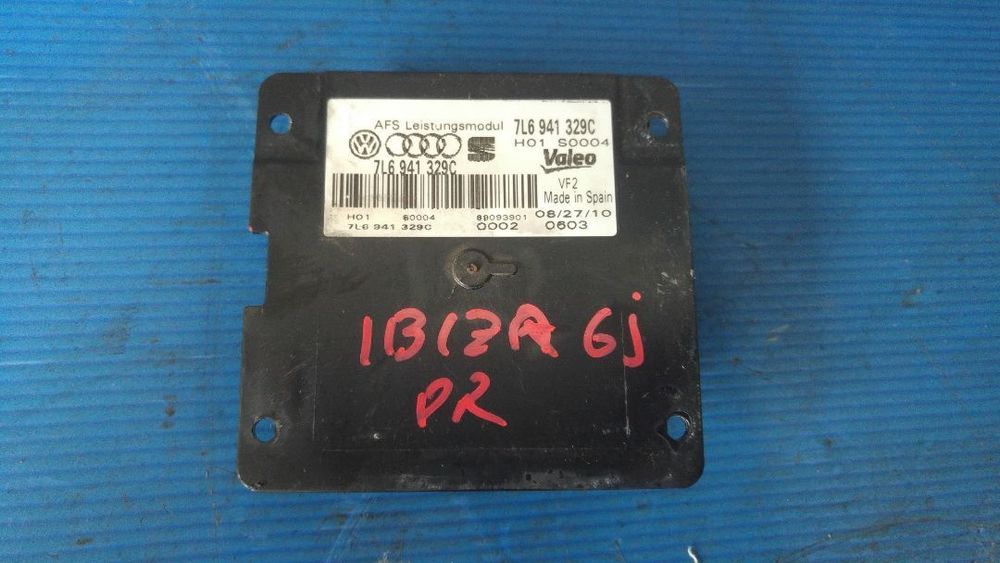 AFS Leistungsmodul 7L6 941 329C
H01 S0004
7L6 941 329C
Valeo
VF2
Made in Spain
H01 S0004 89093901 08/27/10
7L6 941 329C 0002 0603
IBIZA 6j
PR